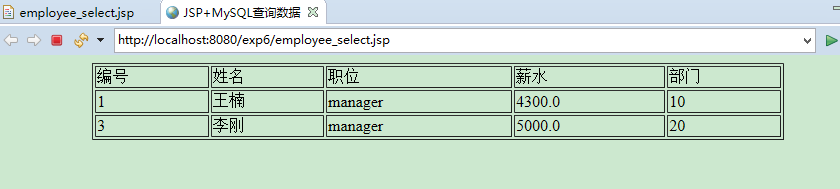 employee_select.jsp JSP+MySQL查询数据
http://localhost:8080/exp6/employee_select.jsp
编号 姓名 职位 薪水 部门
1 王楠 manager 4300.0 10
3 李刚 manager 5000.0 20